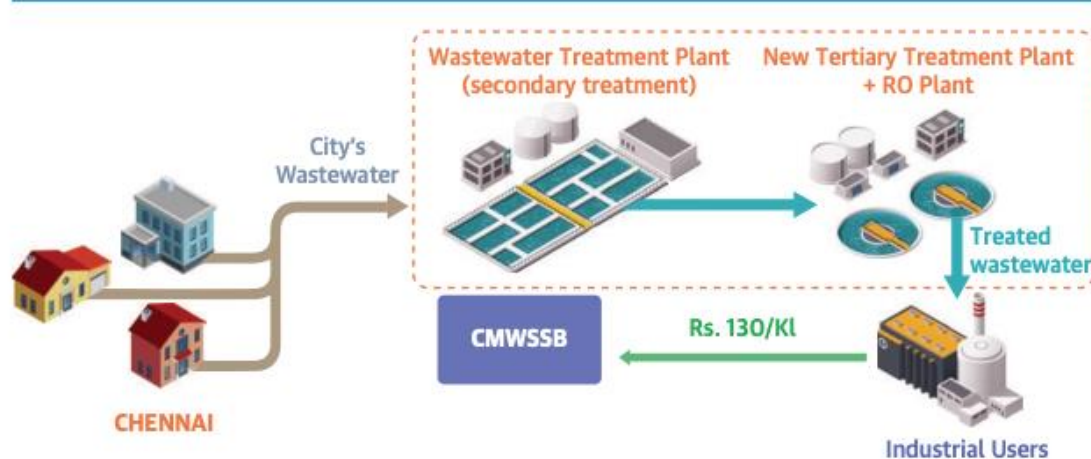 Wastewater Treatment Plant
(secondary treatment)
New Tertiary Treatment Plant
+ RO Plant
City's
Wastewater
Treated
wastewater
CMWSSB
Rs. 130/Kl
CHENNAI
Industrial Users